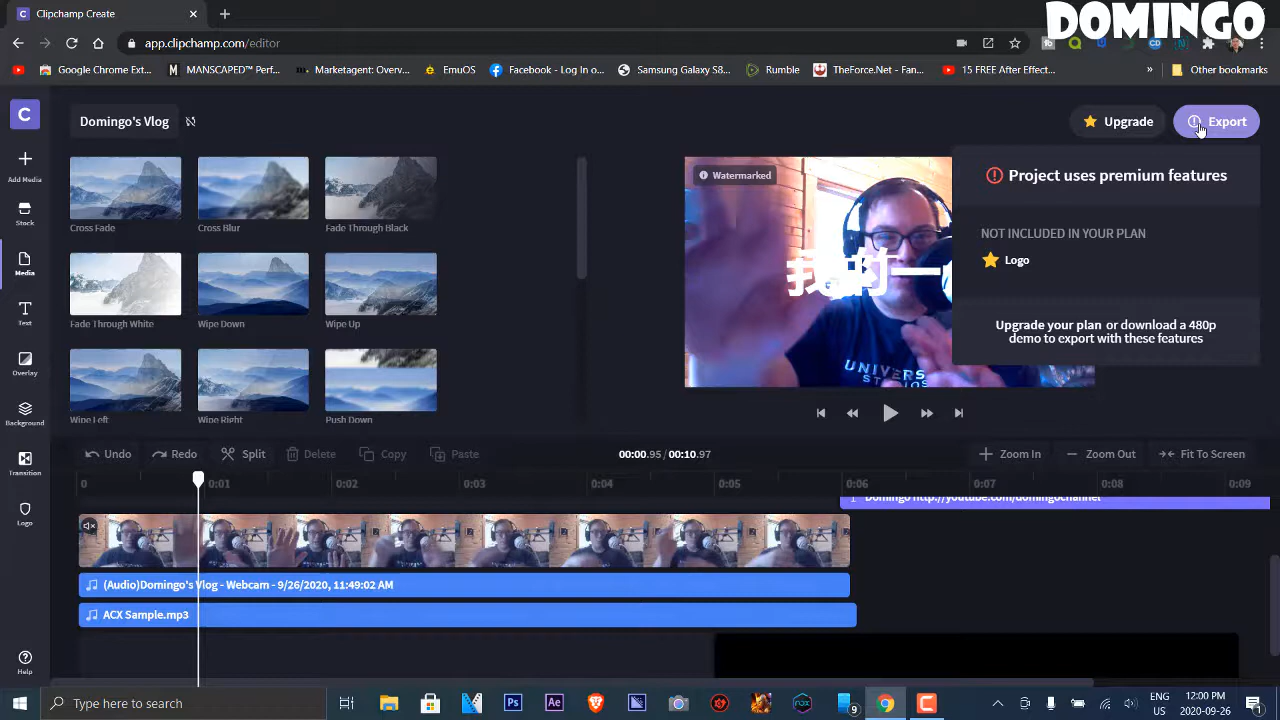 Clipchamp Create
DOMINGO
app.clipchamp.com/editor
Google Chrome Ext...
MANSCAPED™ Perf...
Marketagent: Overv...
EmuOS
Facebook - Log In o...
Samsung Galaxy S8...
Rumble
TheForce.Net - Fan...
15 FREE After Effect...
Other bookmarks
Domingo's Vlog
Upgrade
Export
Add Media
Stock
Media
Text
Overlay
Background
Transition
Logo
Help
Cross Fade
Cross Blur
Fade Through Black
Fade Through White
Wipe Down
Wipe Up
Wipe Left
Wipe Right
Push Down
Watermarked
我的一
UNIVERS
STUDIOS
Project uses premium features
NOT INCLUDED IN YOUR PLAN
Logo
Upgrade your plan or download a 480p
demo to export with these features
Undo
Redo
Split
Delete
Copy
Paste
00:00.95 / 00:10.97
Zoom In
Zoom Out
Fit To Screen
0 0:01 0:02 0:03 0:04 0:05 0:06 0:07 0:08 0:09
Domingo http://youtube.com/domingochannel
(Audio)Domingo's Vlog - Webcam - 9/26/2020, 11:49:02 AM
ACX Sample.mp3
Type here to search
9
ENG
US
12:00 PM
2020-09-26
1